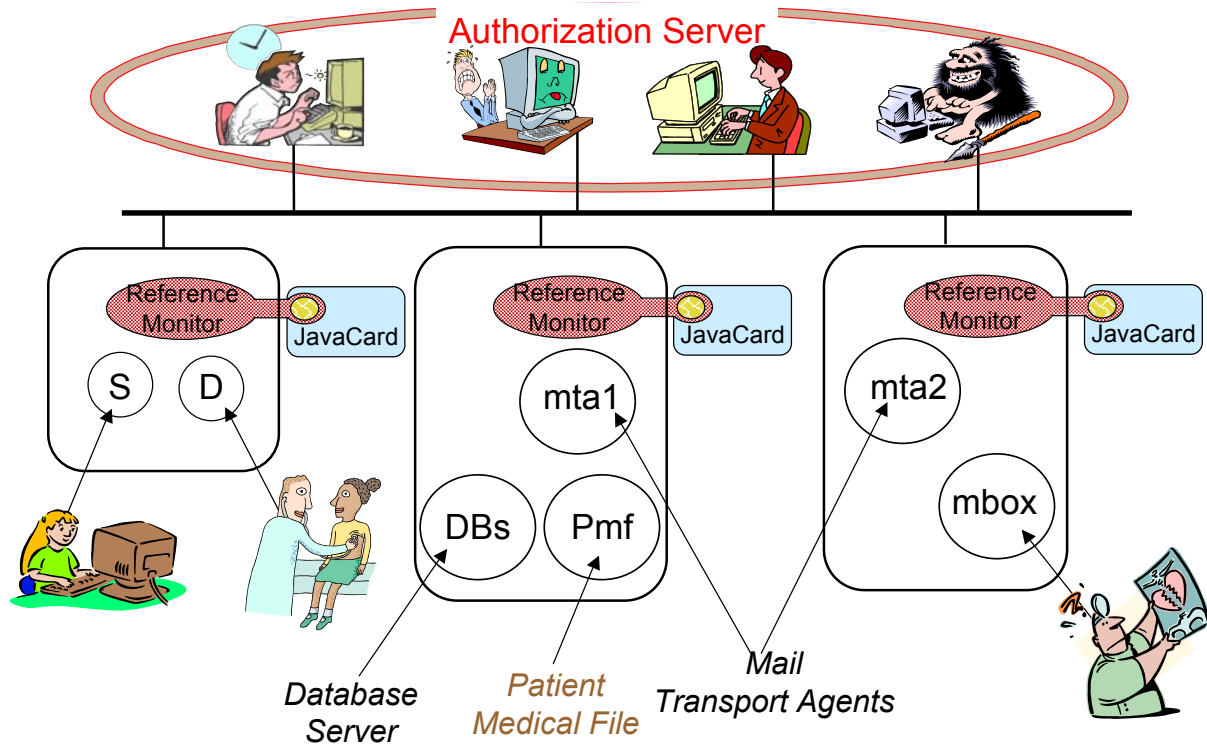 Authorization Server
Reference
Monitor
JavaCard
Reference
Monitor
JavaCard
Reference
Monitor
JavaCard
S
D
mta1
mta2
DBs
Pmf
mbox
Database
Server
Patient
Medical File
Mail
Transport Agents